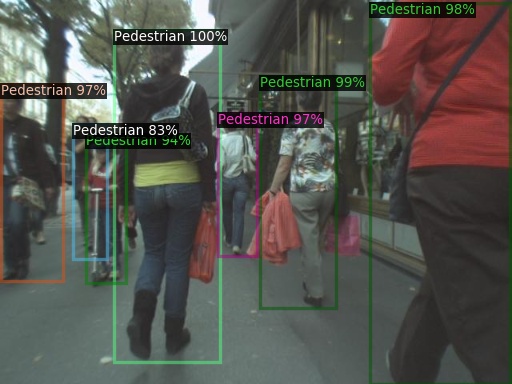 Pedestrian 98%
Pedestrian 100%
Pedestrian 99%
Pedestrian 97%
Pedestrian 97%
Pedestrian 83%
Pedestrian 94%